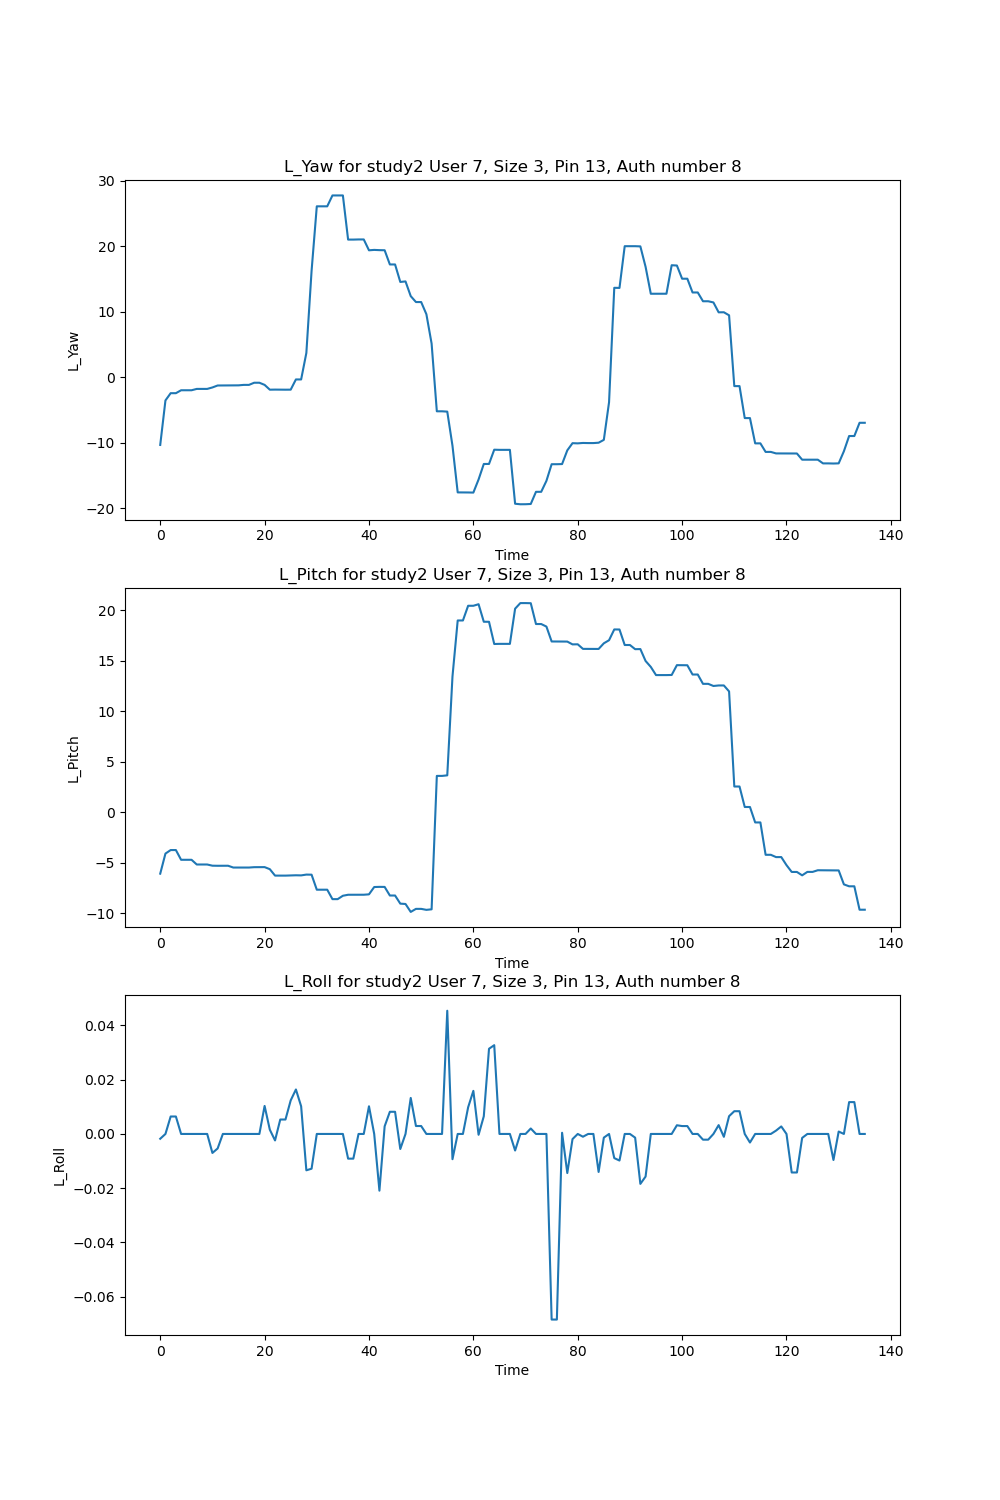 L_Yaw for study2 User 7, Size 3, Pin 13, Auth number 8
30
20
10
0
−10
−20
L_Yaw
0 20 40 60 80 100 120 140
Time
L_Pitch for study2 User 7, Size 3, Pin 13, Auth number 8
20
15
10
5
0
−5
−10
L_Pitch
0 20 40 60 80 100 120 140
Time
L_Roll for study2 User 7, Size 3, Pin 13, Auth number 8
0.04
0.02
0.00
−0.02
−0.04
−0.06
L_Roll
0 20 40 60 80 100 120 140
Time